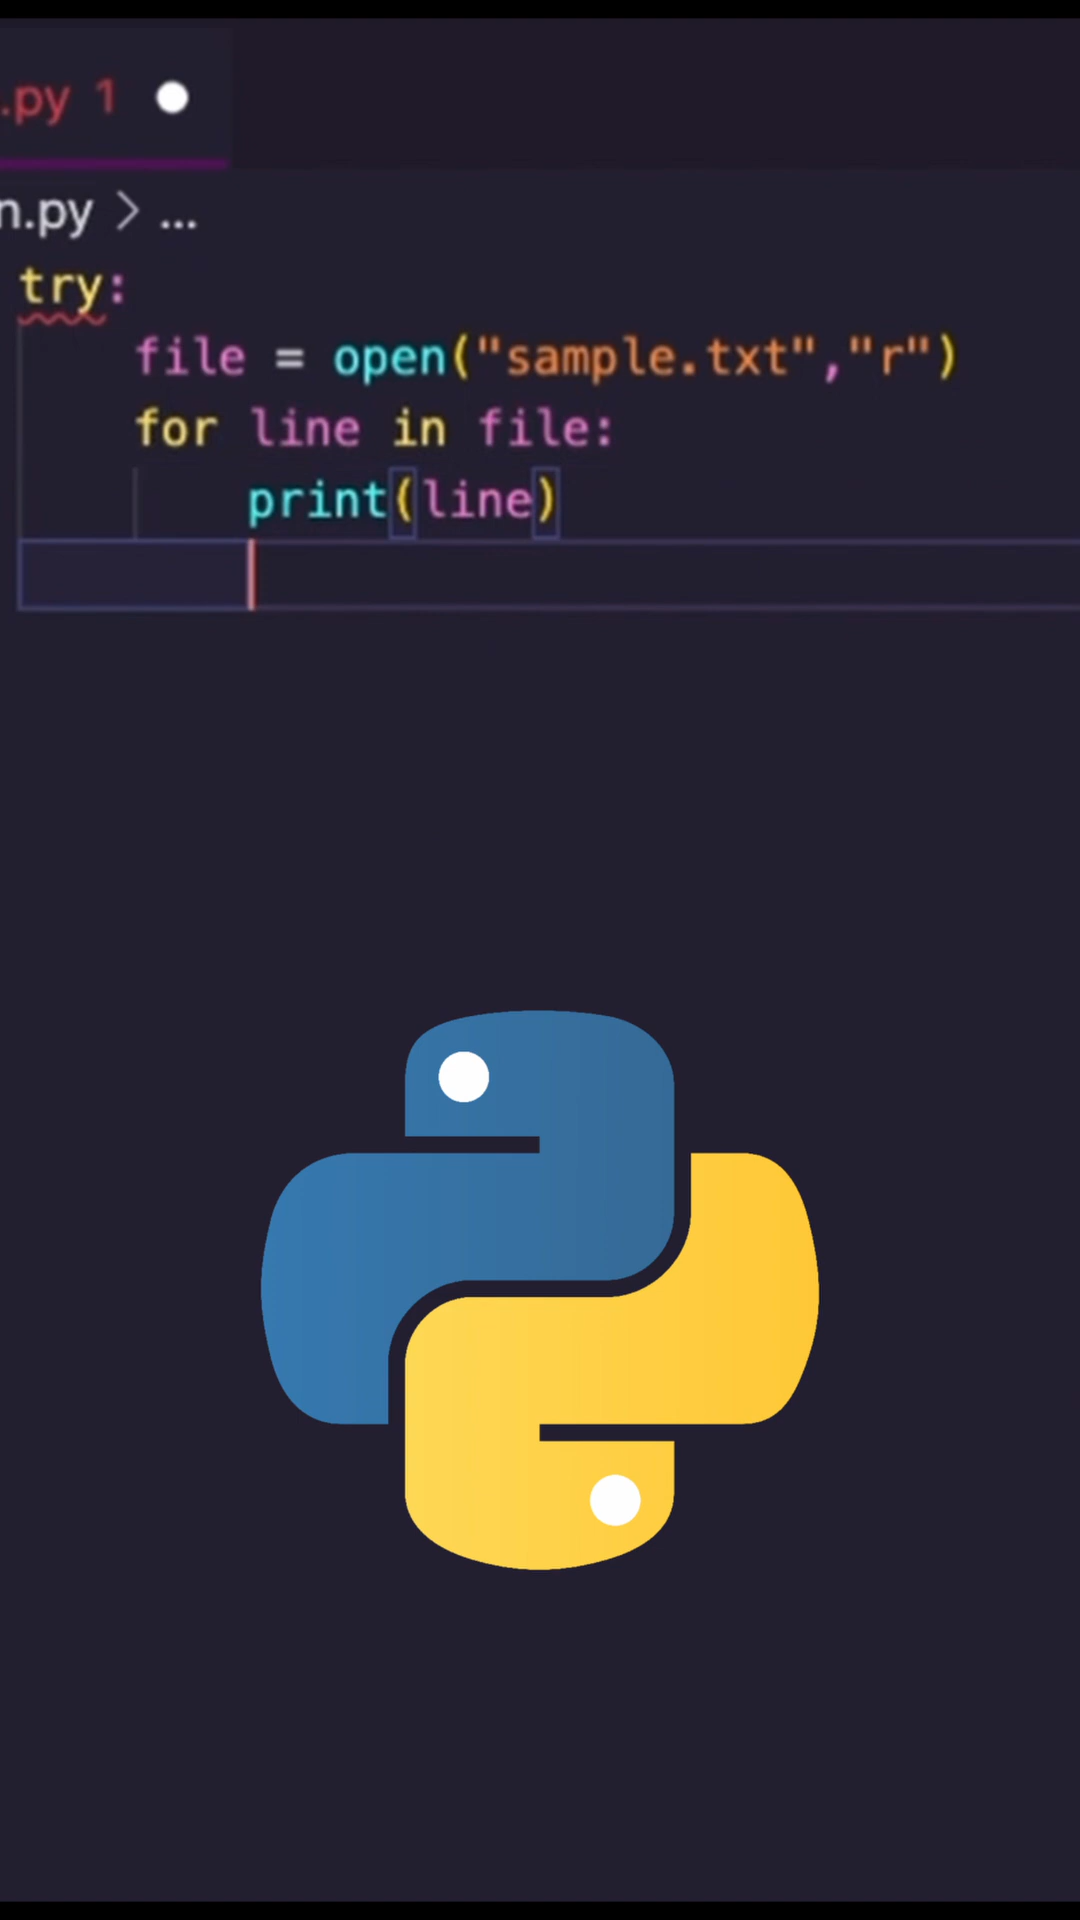 .py 1
n.py > ...
try:
file = open("sample.txt","r")
for line in file:
print(line)